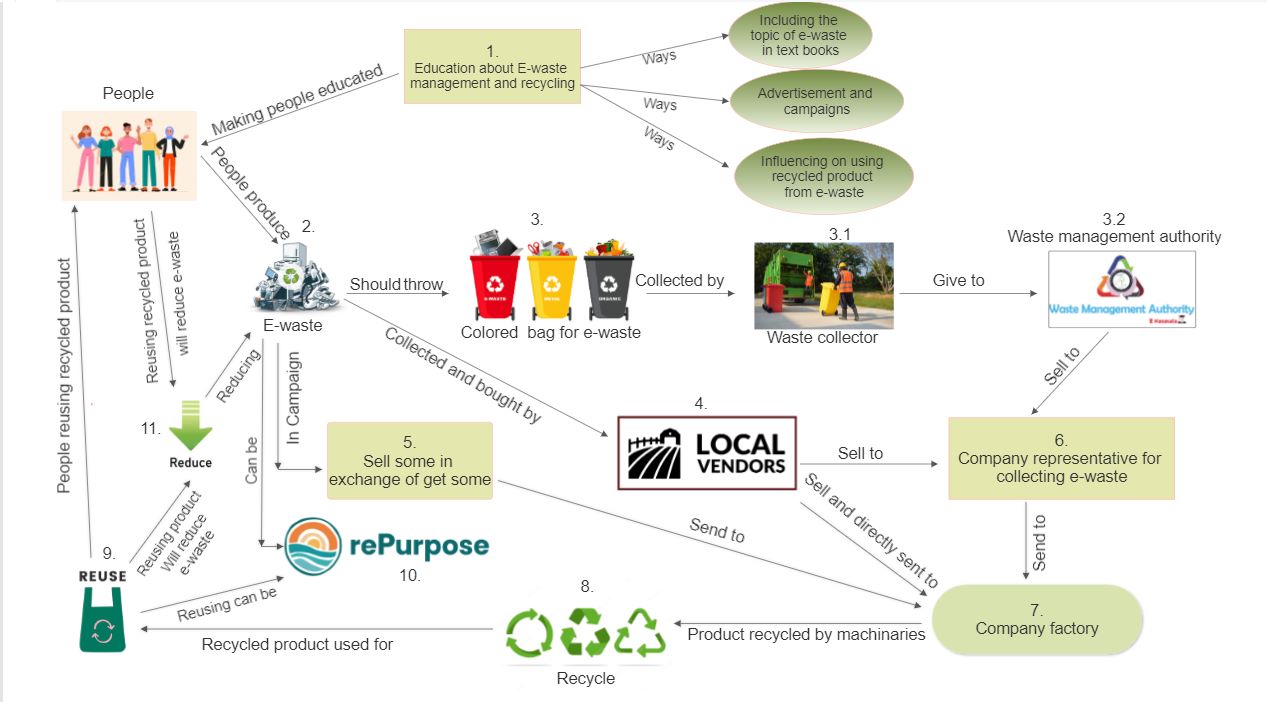 1.
Education about E-waste
management and recycling
Ways
Including the
topic of e-waste
in text books
Ways
Advertisement and
campaigns
Ways
Influencing on using
recycled product
from e-waste
Making people educated
People
People produce
2.
E-waste
Should throw
3.
E-WASTE
METAL
ORGANIC
Colored bag for e-waste
Collected by
3.1
Waste collector
Give to
3.2
Waste management authority
Waste Management Authority
Sell to
Collected and bought by
4.
LOCAL
VENDORS
Sell to
Sell and directly sent to
6.
Company representative for
collecting e-waste
Send to
7.
Company factory
In Campaign
5.
Sell some in
exchange of get some
Send to
Can be
rePurpose
10.
Product recycled by machinaries
8.
Recycle
Recycled product used for
9.
REUSE
Reusing can be
Reusing product
Will reduce
e-waste
11.
Reduce
Reducing
Reusing recycled product
will reduce e-waste
People reusing recycled product